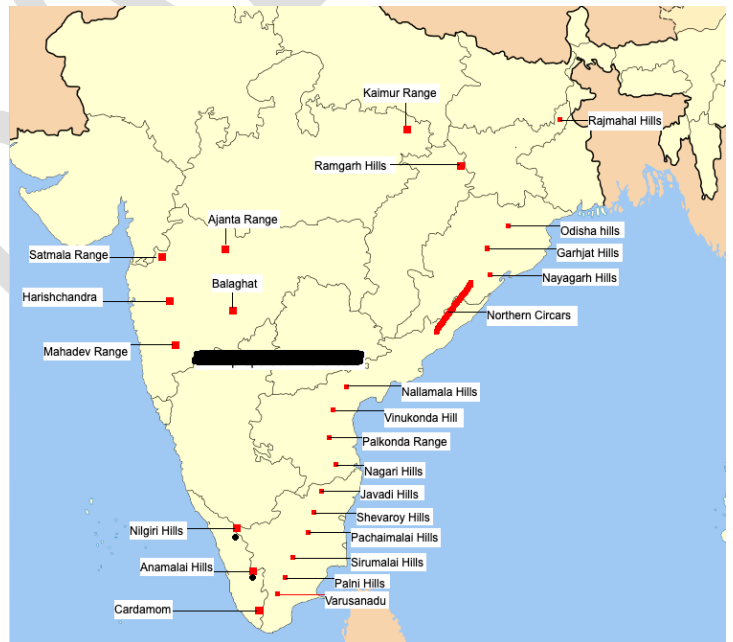 Kaimur Range
Rajmahal Hills
Ramgarh Hills
Ajanta Range
Odisha hills
Satmala Range
Garhjat Hills
Nayagarh Hills
Balaghat
Harishchandra
Northern Circars
Mahadev Range
Nallamala Hills
Vinukonda Hill
Palkonda Range
Nagari Hills
Javadi Hills
Shevaroy Hills
Nilgiri Hills
Pachaimalai Hills
Sirumalai Hills
Anamalai Hills
Palni Hills
Varusanadu
Cardamom